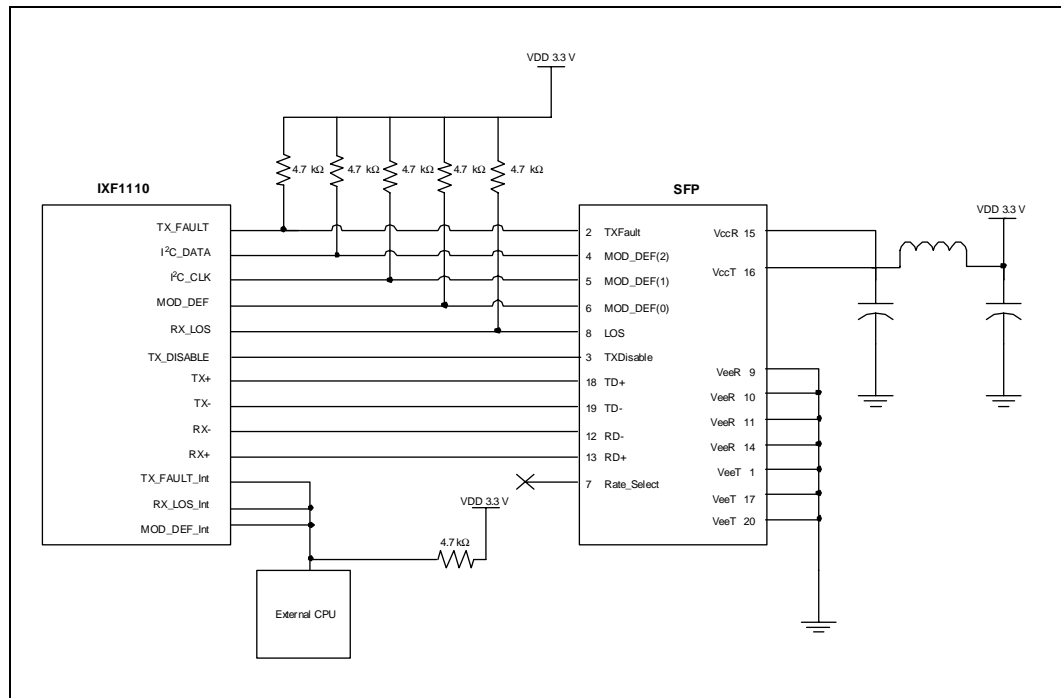 VDD 3.3 V
4.7 kΩ
4.7 kΩ
4.7 kΩ
4.7 kΩ
4.7 kΩ
IXF1110
TX_FAULT
I²C_DATA
I²C_CLK
MOD_DEF
RX_LOS
TX_DISABLE
TX+
TX-
RX-
RX+
TX_FAULT_Int
RX_LOS_Int
MOD_DEF_Int
VDD 3.3 V
4.7 kΩ
External CPU
SFP
2 TXFault
4 MOD_DEF(2)
5 MOD_DEF(1)
6 MOD_DEF(0)
8 LOS
3 TXDisable
18 TD+
19 TD-
12 RD-
13 RD+
7 Rate_Select
VccR 15
VccT 16
VeeR 9
VeeR 10
VeeR 11
VeeR 14
VeeT 1
VeeT 17
VeeT 20
VDD 3.3 V